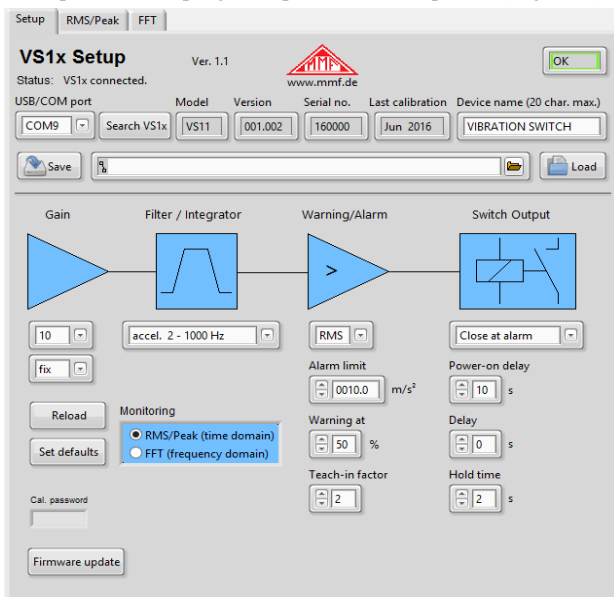 Setup RMS/Peak FFT
VS1x Setup Ver. 1.1 MMF OK
Status: VS1x connected. www.mmf.de
USB/COM port Model Version Serial no. Last calibration Device name (20 char. max.)
COM9 Search VS1x VS11 001.002 160000 Jun 2016 VIBRATION SWITCH
Save Load
Gain Filter / Integrator Warning/Alarm Switch Output
>
10 accel. 2 - 1000 Hz RMS Close at alarm
fix Alarm limit Power-on delay
0010.0 m/s² 10 s
Reload Monitoring Warning at Delay
RMS/Peak (time domain) 50 % 0 s
Set defaults FFT (frequency domain)
Teach-in factor Hold time
Cal. password 2 2 s
Firmware update